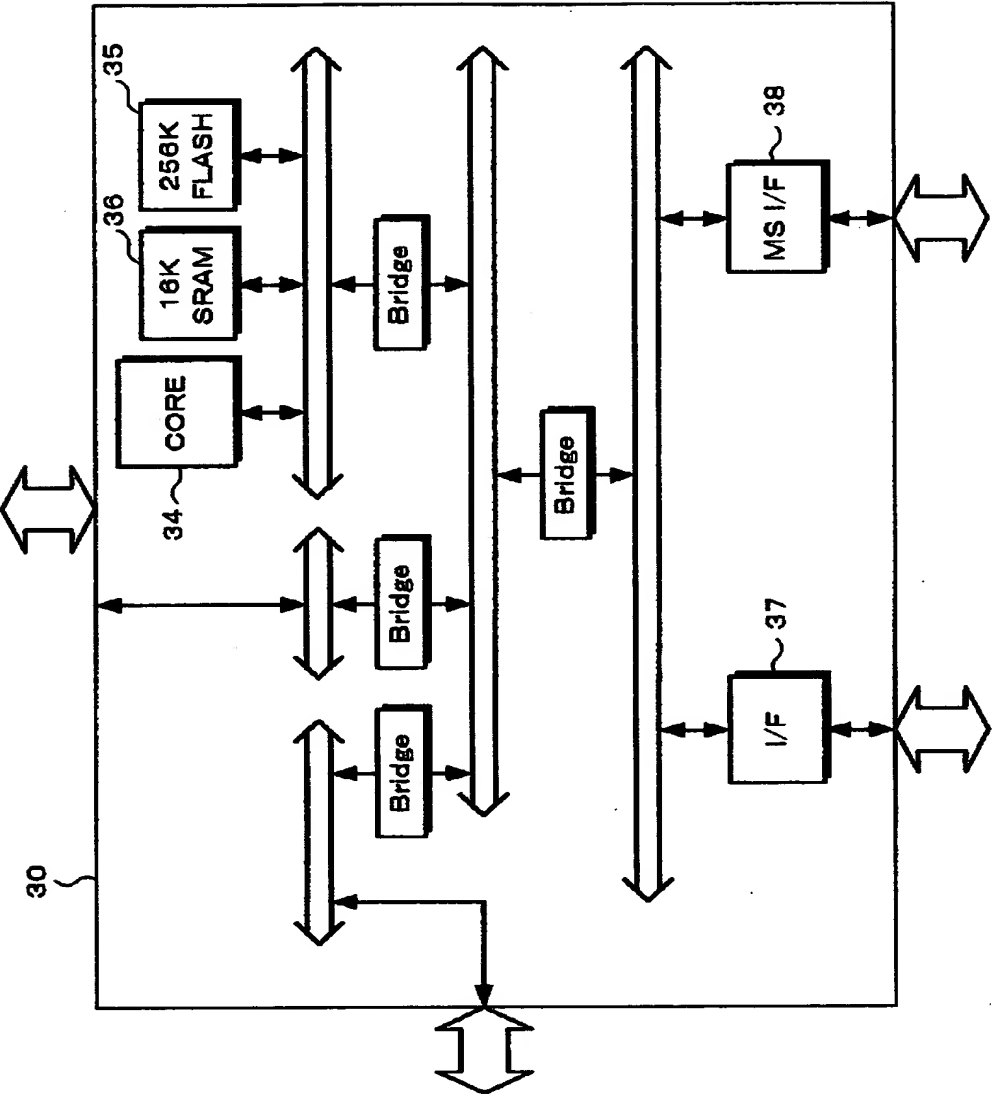 30
34
CORE
36
16K
SRAM
35
256K
FLASH
Bridge
Bridge
Bridge
Bridge
I/F
37
MS I/F
38